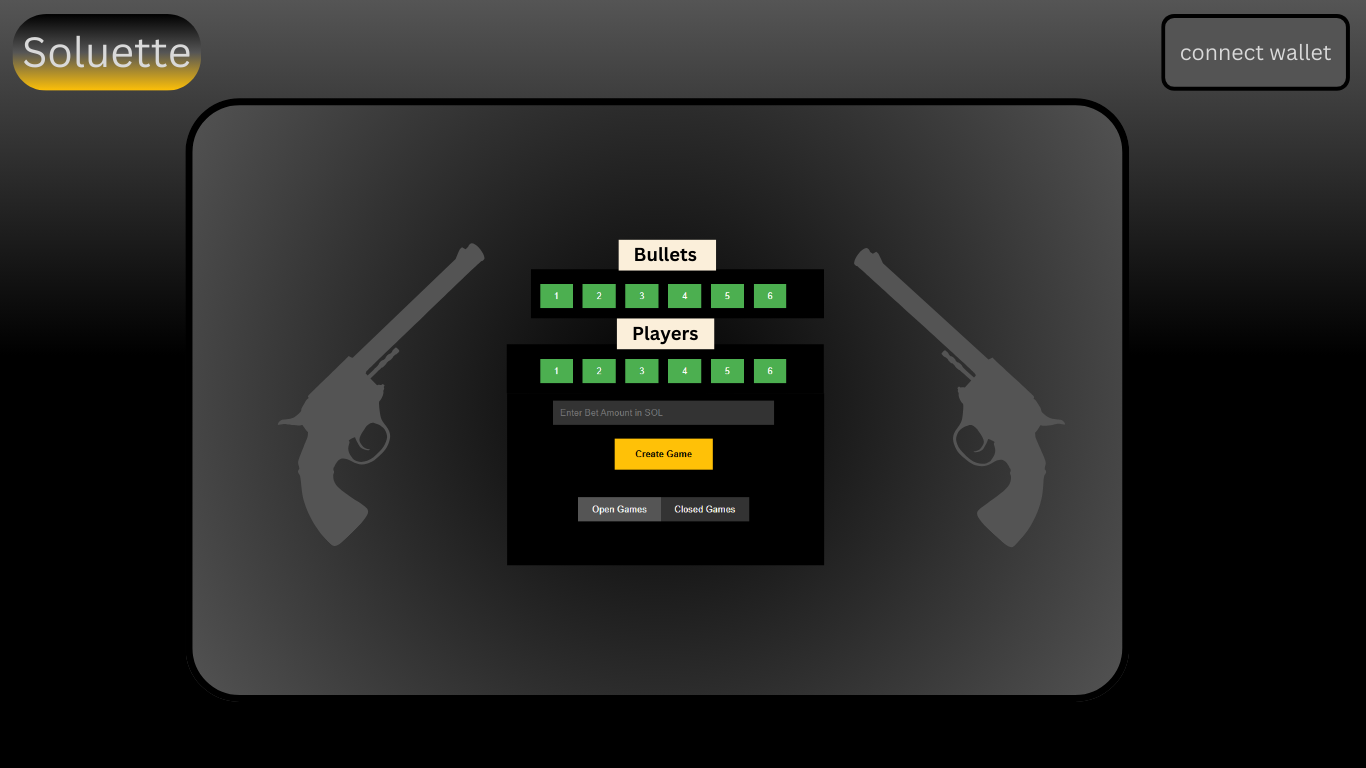 Soluette
connect wallet
Bullets
1 2 3 4 5 6
Players
1 2 3 4 5 6
Enter Bet Amount in SOL
Create Game
Open Games Closed Games